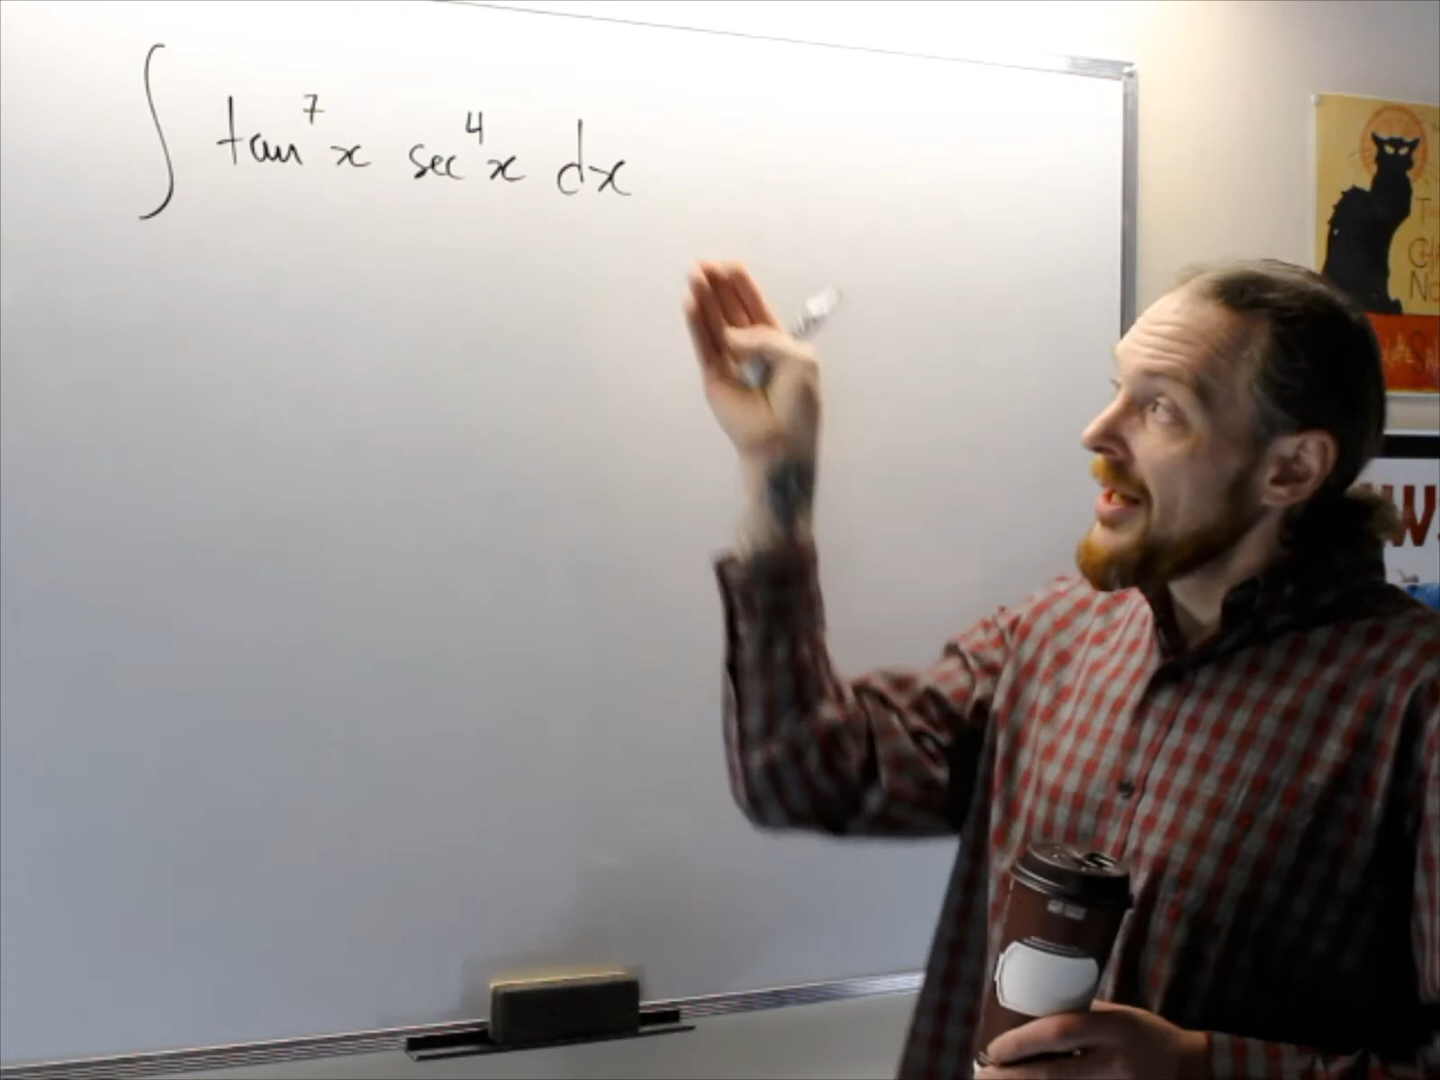 ∫ tan⁷x sec⁴x dx